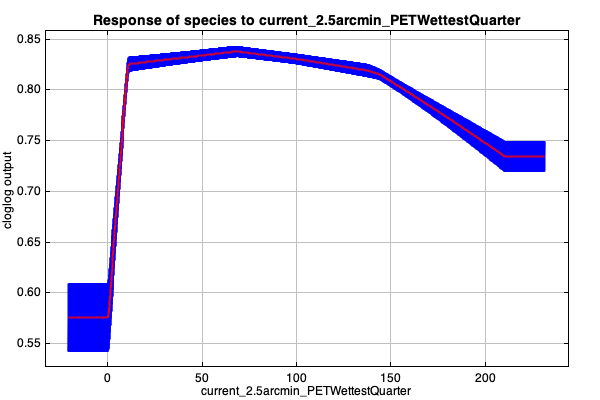 Response of species to current_2.5arcmin_PETWettestQuarter
0.85
0.80
0.75
0.70
0.65
0.60
0.55
cloglog output
0 50 100 150 200
current_2.5arcmin_PETWettestQuarter